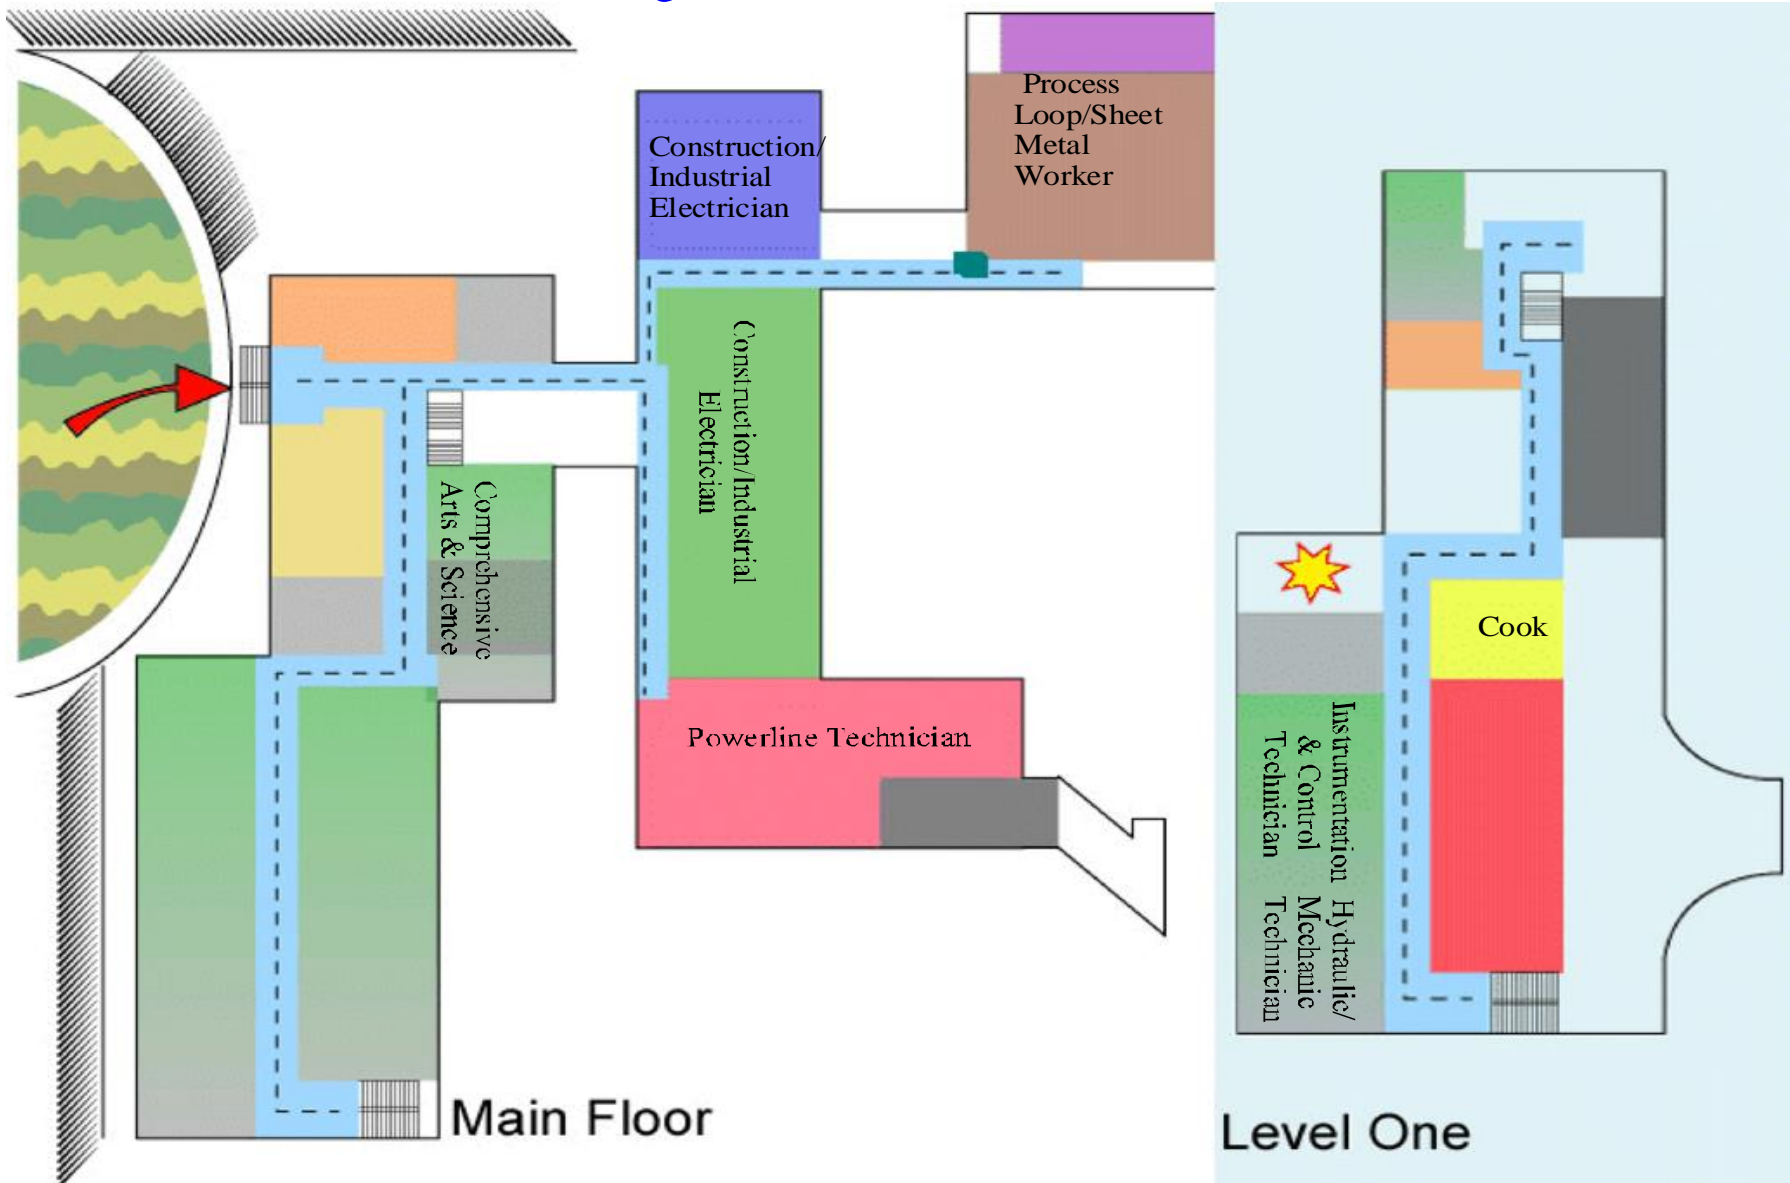 Process
Loop/Sheet
Metal
Worker
Construction/
Industrial
Electrician
Construction/Industrial
Electrician
Comprehensive
Arts & Science
Powerline Technician
Main Floor
Cook
Instrumentation
& Control
Technician
Hydraulic/
Mechanic
Technician
Level One